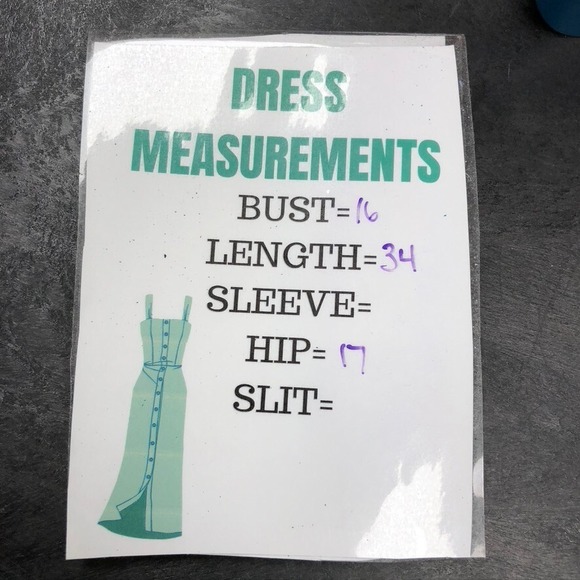 DRESS
MEASUREMENTS
BUST=16
LENGTH=34
SLEEVE=
HIP= 17
SLIT=